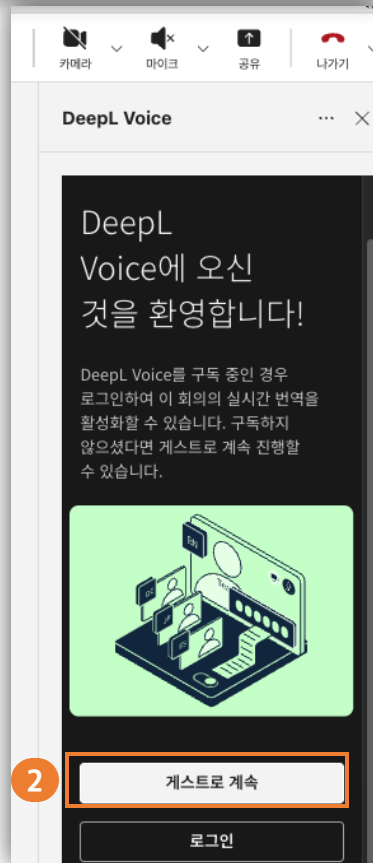 카메라
마이크
공유
나가기
DeepL Voice
DeepL
Voice에 오신
것을 환영합니다!
DeepL Voice를 구독 중인 경우
로그인하여 이 회의의 실시간 번역을
활성화할 수 있습니다. 구독하지
않으셨다면 게스트로 계속 진행할
수 있습니다.
EN
2
게스트로 계속
로그인